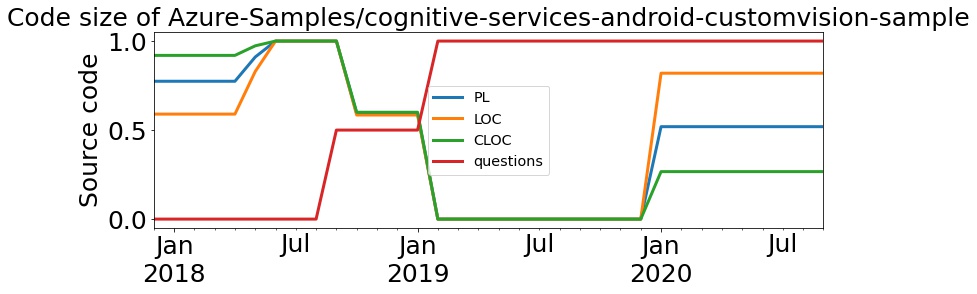 Code size of Azure-Samples/cognitive-services-android-customvision-sample
Source code
1.0
0.5
0.0
PL
LOC
CLOC
questions
Jan Jul Jan Jul Jan Jul
2018 2019 2020